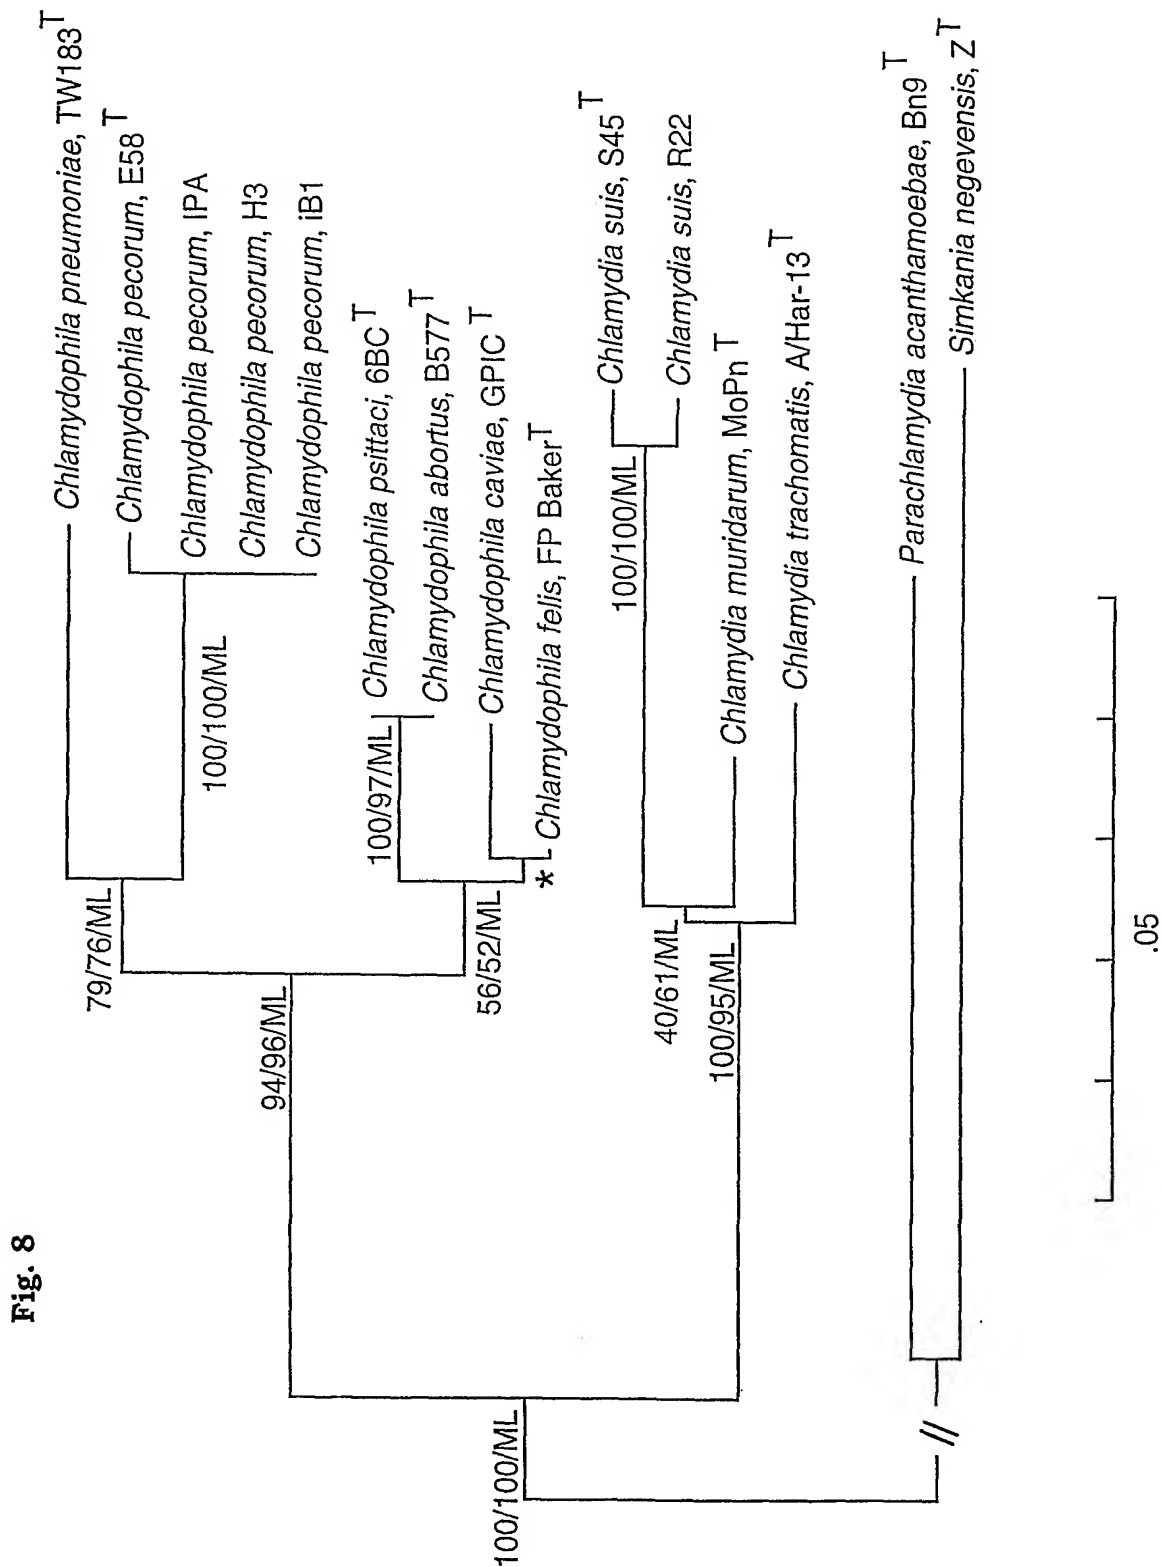 Fig. 8
Chlamydophila pneumoniae, TW183T
Chlamydophila pecorum, E58T
Chlamydophila pecorum, IPA
Chlamydophila pecorum, H3
Chlamydophila pecorum, iB1
Chlamydophila psittaci, 6BCT
Chlamydophila abortus, B577T
Chlamydophila caviae, GPICT
Chlamydophila felis, FP BakerT
Chlamydia suis, S45T
Chlamydia suis, R22
Chlamydia muridarum, MoPnT
Chlamydia trachomatis, A/Har-13T
Parachlamydia acanthamoebae, Bn9T
Simkania negevensis, ZT
79/76/ML
100/100/ML
94/96/ML
100/97/ML
56/52/ML
*
100/100/ML
40/61/ML
100/95/ML
100/100/ML
//
.05